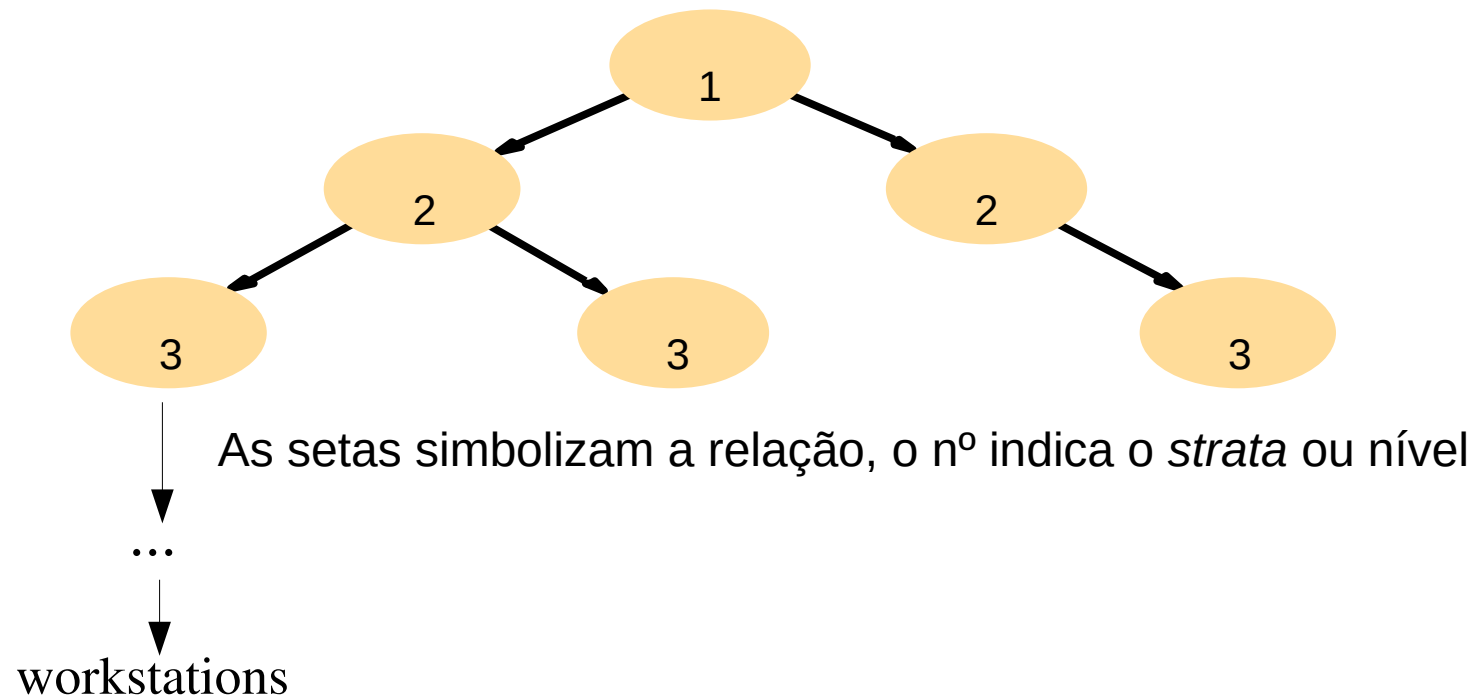 1
2 2
3 3 3
As setas simbolizam a relação, o nº indica o strata ou nível
...
workstations